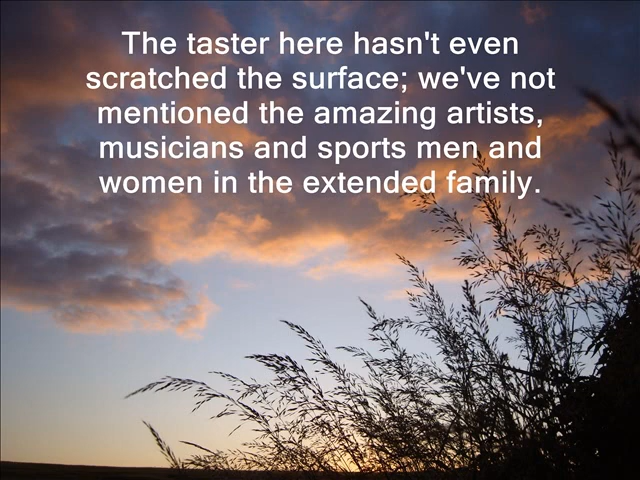 The taster here hasn't even
scratched the surface; we've not
mentioned the amazing artists,
musicians and sports men and
women in the extended family.